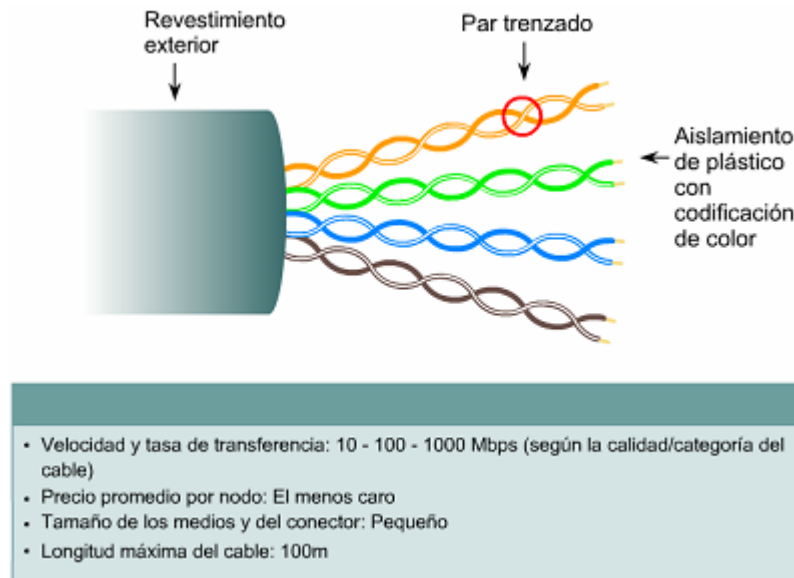 Revestimiento
exterior
Par trenzado
Aislamiento
de plástico
con
codificación
de color
• Velocidad y tasa de transferencia: 10 - 100 - 1000 Mbps (según la calidad/categoría del
cable)
• Precio promedio por nodo: El menos caro
• Tamaño de los medios y del conector: Pequeño
• Longitud máxima del cable: 100m